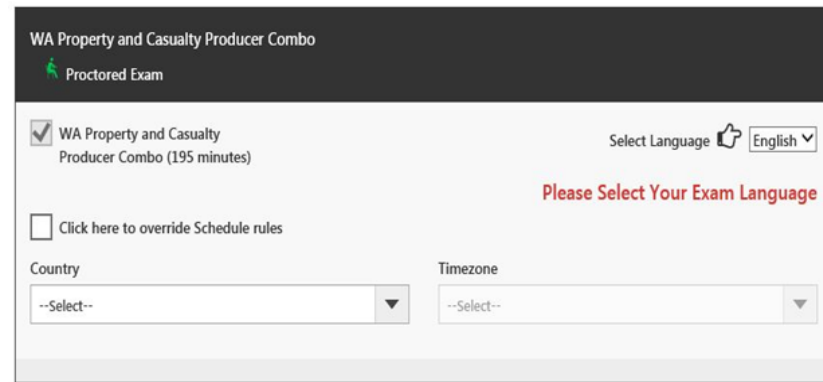 WA Property and Casualty Producer Combo
Proctored Exam
WA Property and Casualty
Producer Combo (195 minutes)
Select Language English
Please Select Your Exam Language
Click here to override Schedule rules
Country
--Select--
Timezone
--Select--